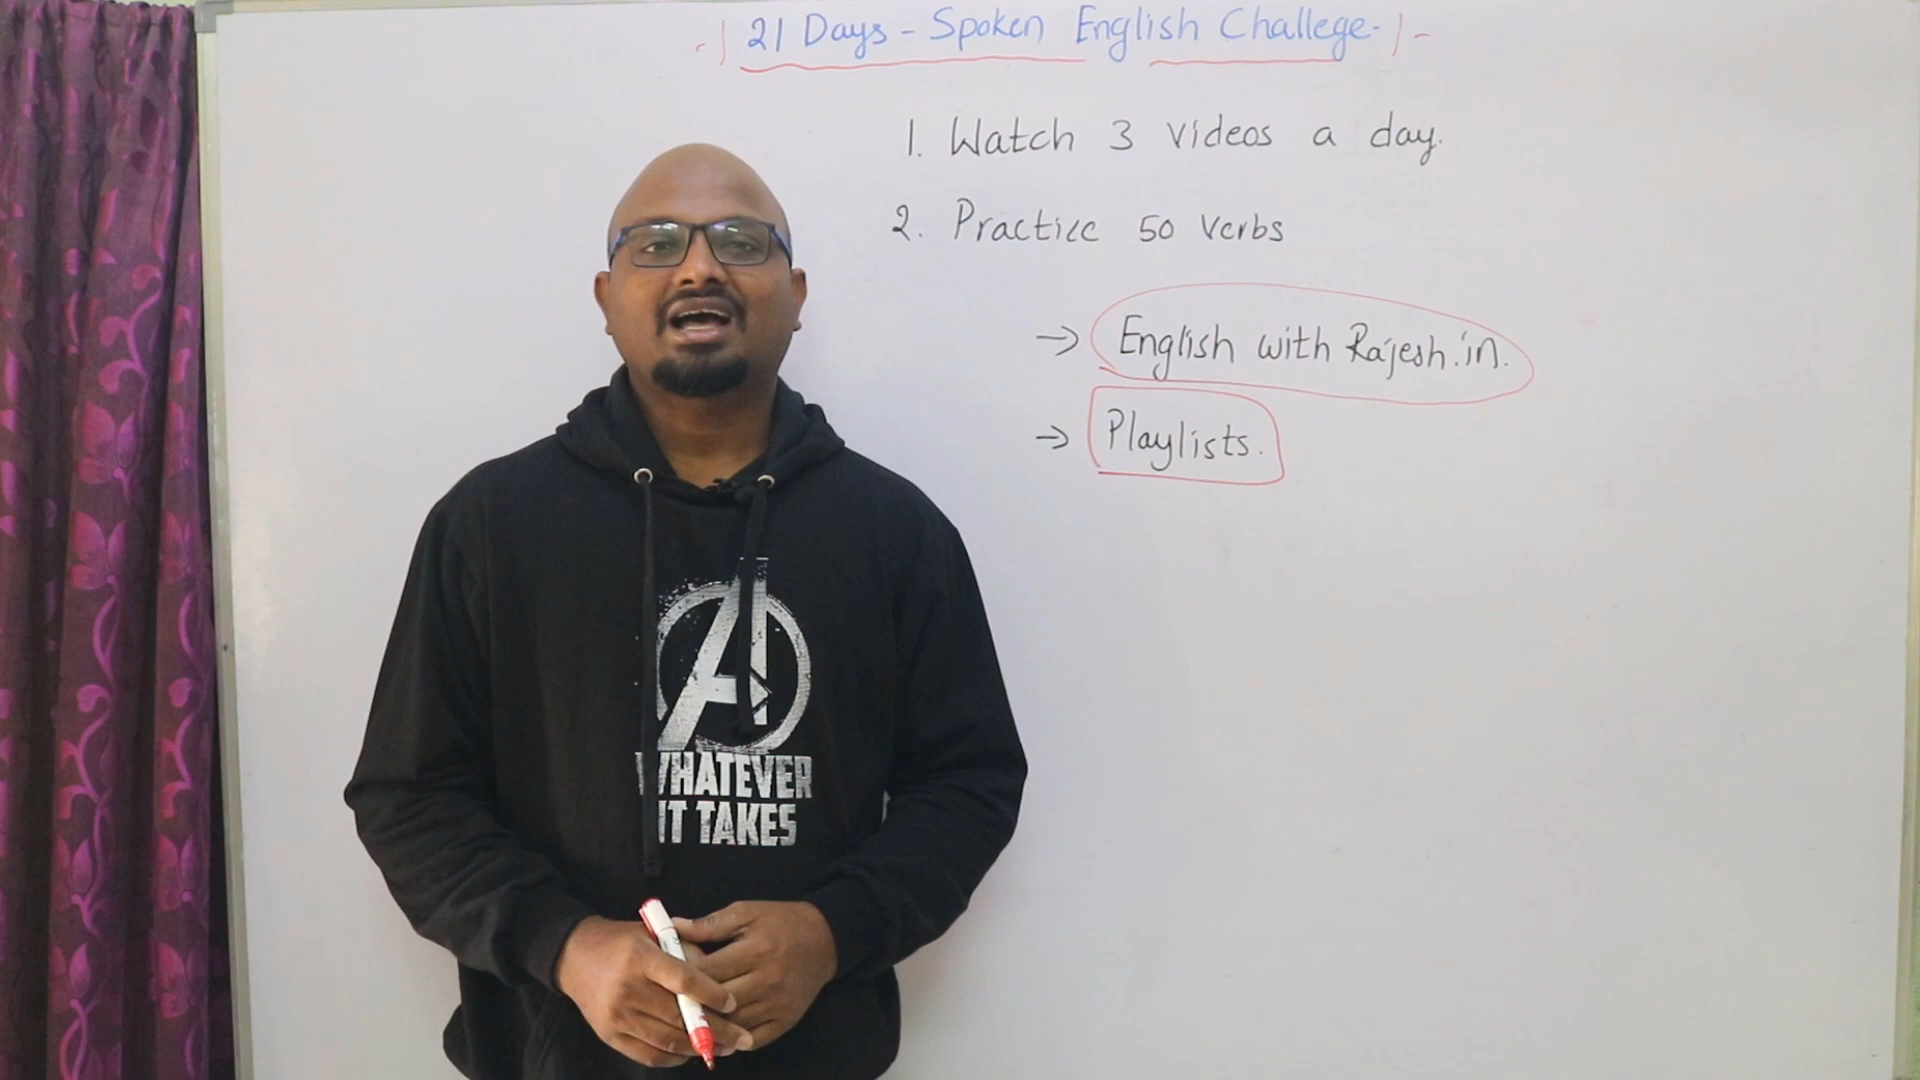 21 Days - Spoken English Challege.
1. Watch 3 videos a day.
2. Practice 50 verbs
→ English with Rajesh.in.
→ Playlists.
A
WHATEVER
IT TAKES